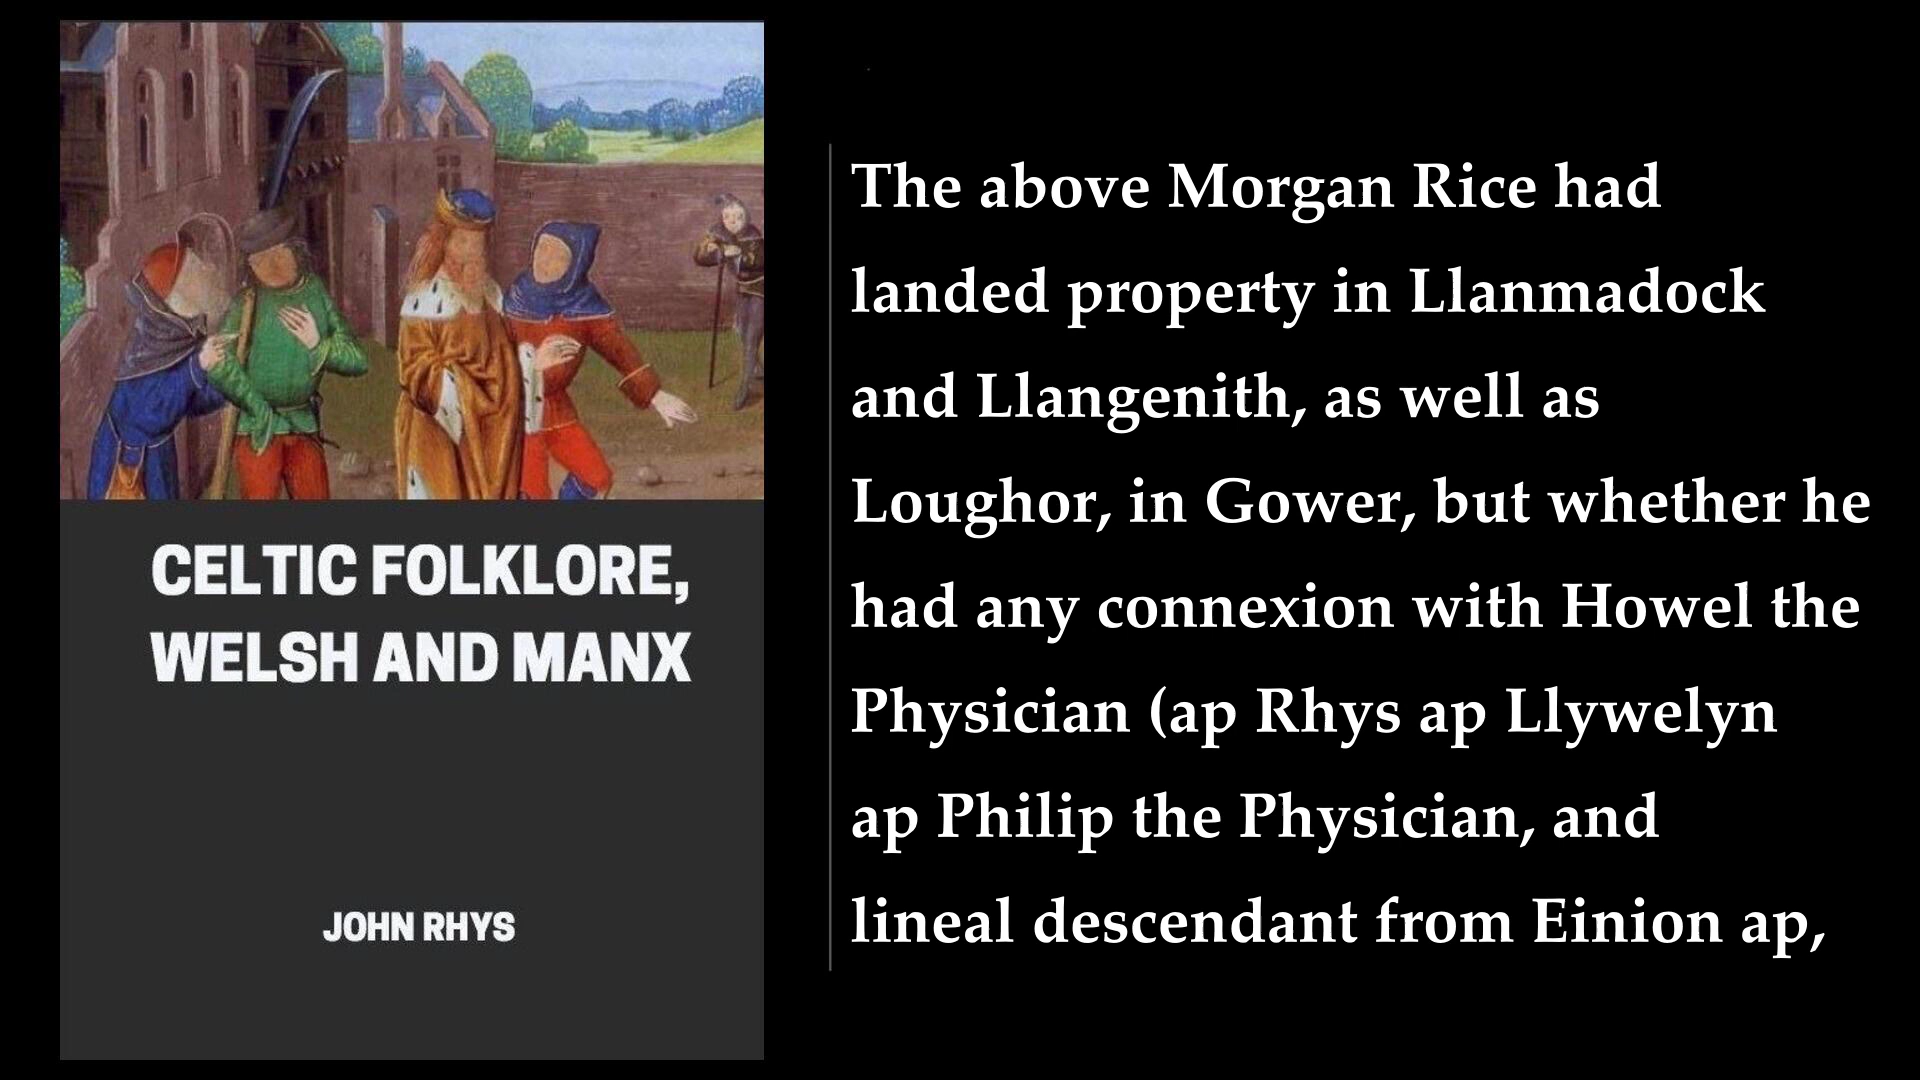 CELTIC FOLKLORE,
WELSH AND MANX
JOHN RHYS
The above Morgan Rice had
landed property in Llanmadock
and Llangenith, as well as
Loughor, in Gower, but whether he
had any connexion with Howel the
Physician (ap Rhys ap Llywelyn
ap Philip the Physician, and
lineal descendant from Einion ap,